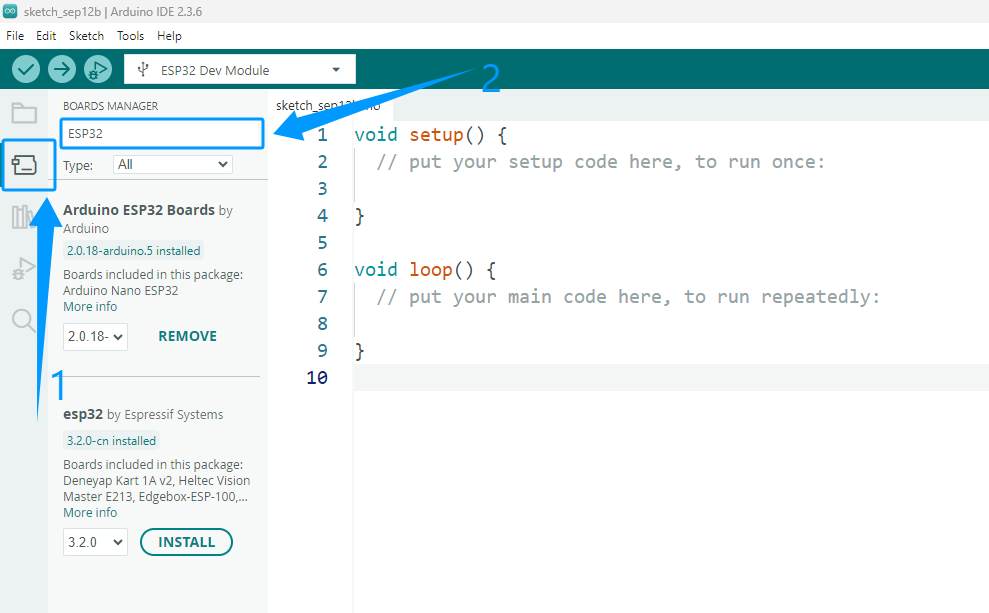 sketch_sep12b | Arduino IDE 2.3.6
File Edit Sketch Tools Help
ESP32 Dev Module
BOARDS MANAGER
ESP32
Type: All
Arduino ESP32 Boards by
Arduino
2.0.18-arduino.5 installed
Boards included in this package:
Arduino Nano ESP32
More info
2.0.18- REMOVE
1
esp32 by Espressif Systems
3.2.0-cn installed
Boards included in this package:
Deneyap Kart 1A v2, Heltec Vision
Master E213, Edgebox-ESP-100,...
More info
3.2.0 INSTALL
2
1 void setup() {
2 // put your setup code here, to run once:
3
4 }
5
6 void loop() {
7 // put your main code here, to run repeatedly:
8
9 }
10